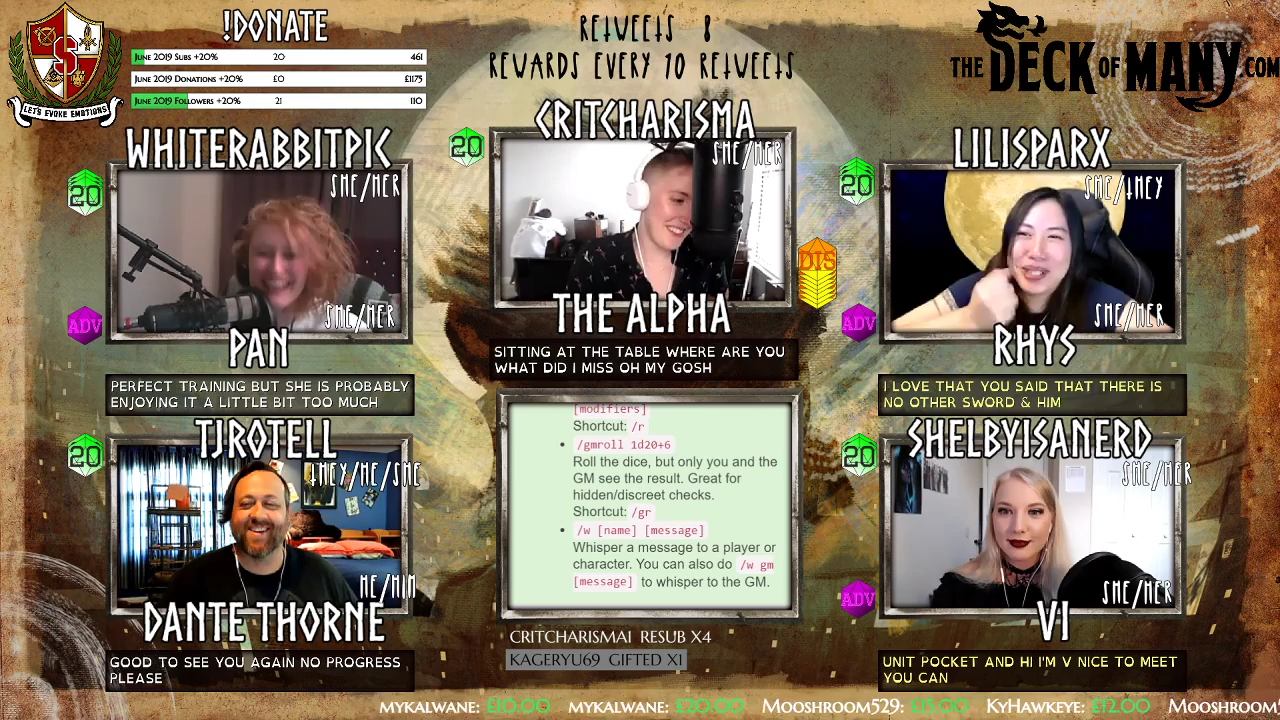 !DONATE
JUNE 2019 SUBS +20% 20 461
JUNE 2019 DONATIONS +20% £0 £1175
JUNE 2019 FOLLOWERS +20% 21 110
LET'S EVOKE EMOTIONS
RETWEETS 8
REWARDS EVERY 10 RETWEETS
THE DECK OF MANY.COM
WHITERABBITPIC
SHE/HER
20
ADV
SHE/HER
PAN
PERFECT TRAINING BUT SHE IS PROBABLY
ENJOYING IT A LITTLE BIT TOO MUCH
CRITCHARISMA
SHE/HER
20
DIS
THE ALPHA
SITTING AT THE TABLE WHERE ARE YOU
WHAT DID I MISS OH MY GOSH
LILISPARX
SHE/THEY
20
ADV
SHE/HER
RHYS
I LOVE THAT YOU SAID THAT THERE IS
NO OTHER SWORD & HIM
TJROTELL
THEY/HE/SHE
20
HE/HIM
DANTE THORNE
GOOD TO SEE YOU AGAIN NO PROGRESS
PLEASE
[modifiers]
Shortcut: /r
• /gmroll 1d20+6
Roll the dice, but only you and the
GM see the result. Great for
hidden/discreet checks.
Shortcut: /gr
• /w [name] [message]
Whisper a message to a player or
character. You can also do /w gm
[message] to whisper to the GM.
CRITCHARISMA1 RESUB X4
KAGERYU69 GIFTED X1
SHELBYISANERD
SHE/HER
20
ADV
SHE/HER
VI
UNIT POCKET AND HI I'M V NICE TO MEET
YOU CAN
MYKALWANE: £10.00 MYKALWANE: £20.00 MOOSHROOM529: £15.00 KYHAWKEYE: £12.00 MOOSHROOM5